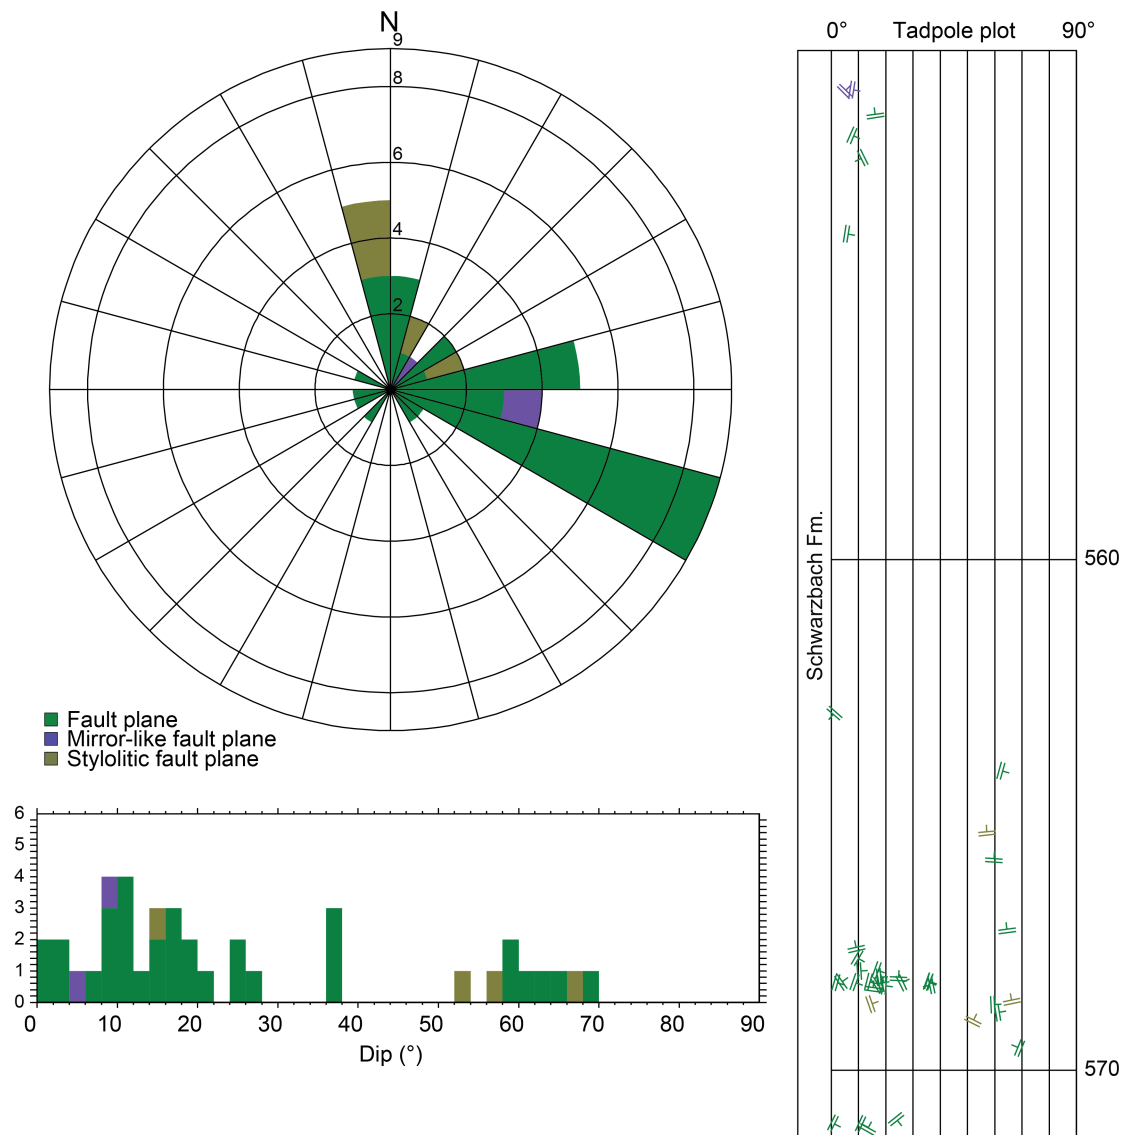 N
9
8
6
4
2
Fault plane
Mirror-like fault plane
Stylolitic fault plane
6
5
4
3
2
1
0
0 10 20 30 40 50 60 70 80 90
Dip (°)
0° Tadpole plot 90°
Schwarzbach Fm.
560
570